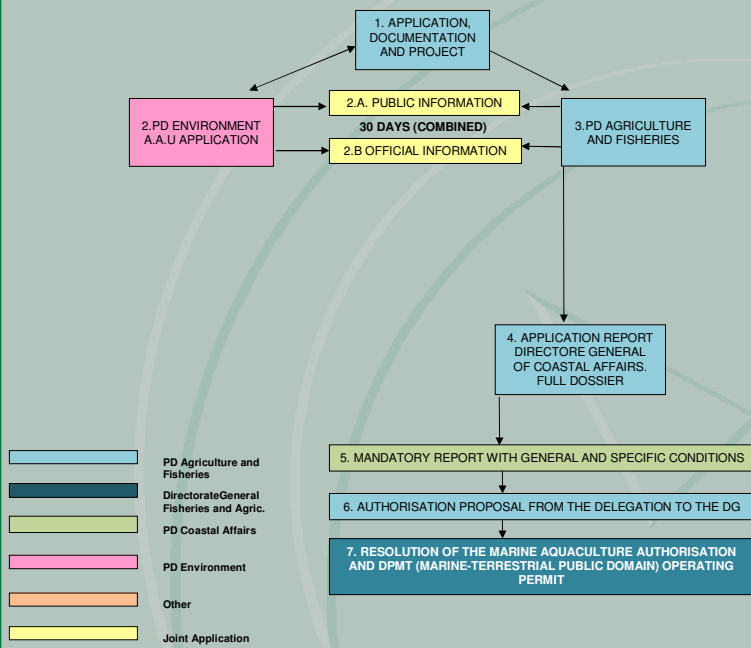 1. APPLICATION,
DOCUMENTATION
AND PROJECT
2.PD ENVIRONMENT
A.A.U APPLICATION
2.A. PUBLIC INFORMATION
30 DAYS (COMBINED)
2.B OFFICIAL INFORMATION
3.PD AGRICULTURE
AND FISHERIES
4. APPLICATION REPORT
DIRECTORE GENERAL
OF COASTAL AFFAIRS.
FULL DOSSIER
5. MANDATORY REPORT WITH GENERAL AND SPECIFIC CONDITIONS
6. AUTHORISATION PROPOSAL FROM THE DELEGATION TO THE DG
7. RESOLUTION OF THE MARINE AQUACULTURE AUTHORISATION
AND DPMT (MARINE-TERRESTRIAL PUBLIC DOMAIN) OPERATING
PERMIT
PD Agriculture and
Fisheries
DirectorateGeneral
Fisheries and Agric.
PD Coastal Affairs
PD Environment
Other
Joint Application